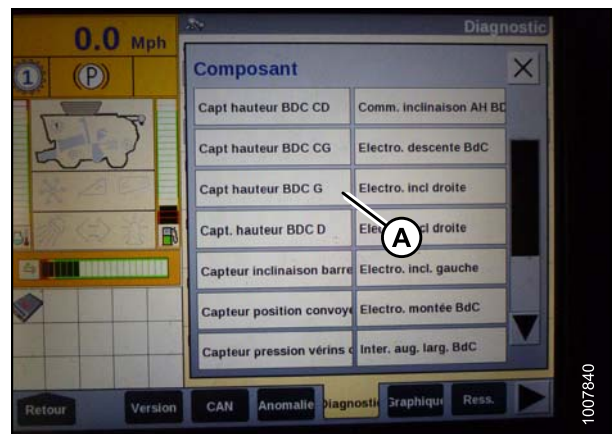 0.0 Mph
Diagnostic
1
(P)
Composant
Capt hauteur BDC CD
Comm. inclinaison AH BD
Capt hauteur BDC CG
Electro. descente BdC
Capt hauteur BDC G
Electro. incl droite
Capt. hauteur BDC D
Ele cl droite
A
Capteur inclinaison barre
Electro. incl. gauche
Capteur position convoye
Electro. montée BdC
Capteur pression vérins c
Inter. aug. larg. BdC
Retour
Version
CAN
Anomalie
Diagnostic
Graphique
Ress.
1007840